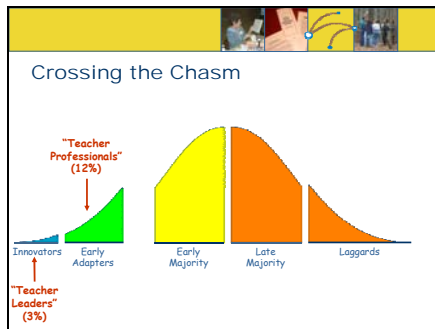 Crossing the Chasm
"Teacher
Professionals"
(12%)
Innovators
Early
Adapters
Early
Majority
Late
Majority
Laggards
"Teacher
Leaders"
(3%)